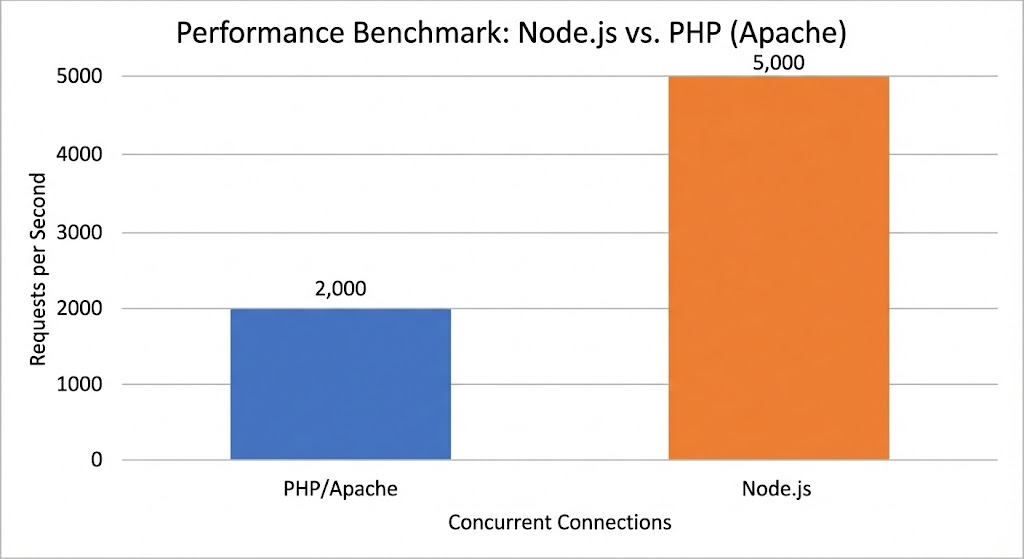 Performance Benchmark: Node.js vs. PHP (Apache)
5,000
5000
4000
3000
2,000
2000
1000
0
Requests per Second
PHP/Apache
Node.js
Concurrent Connections